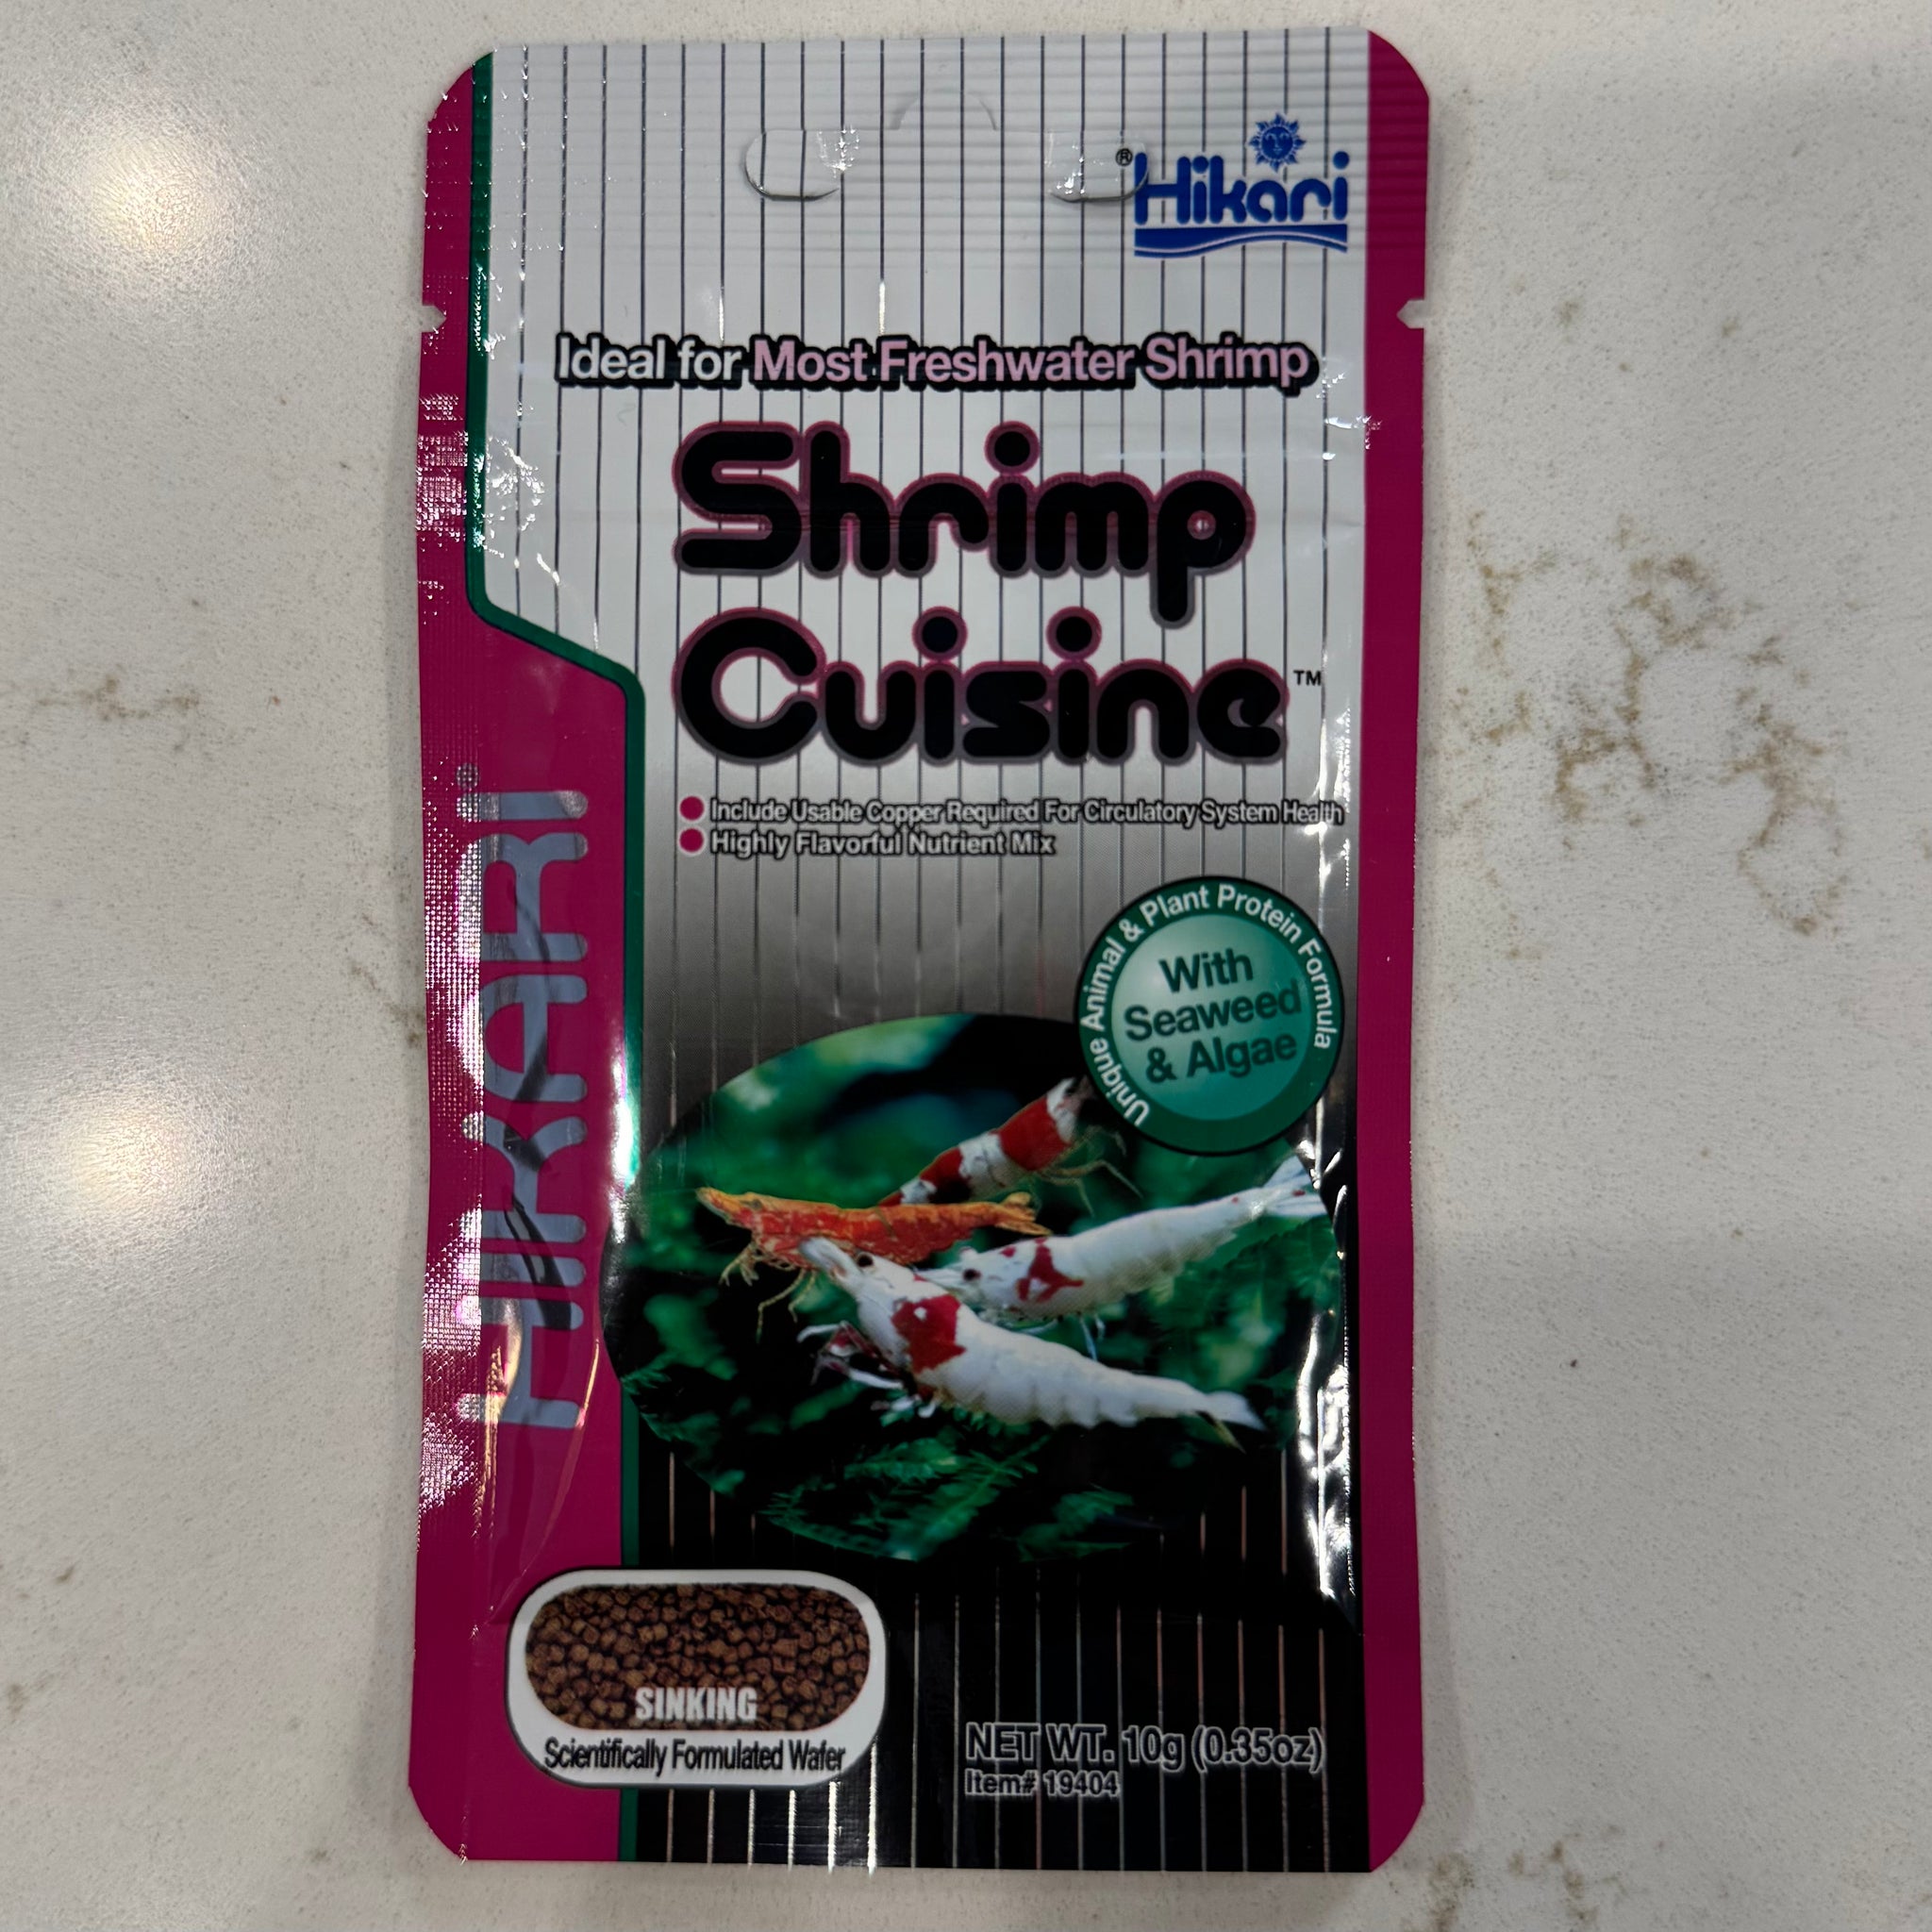 ®Hikari
Ideal for Most Freshwater Shrimp
Shrimp
Cuisine™
Include Usable Copper Required For Circulatory System Health
Highly Flavorful Nutrient Mix
HIKARI®
Unique Animal & Plant Protein Formula
With
Seaweed
& Algae
SINKING
Scientifically Formulated Wafer
NET WT. 10g (0.35oz)
Item# 19404